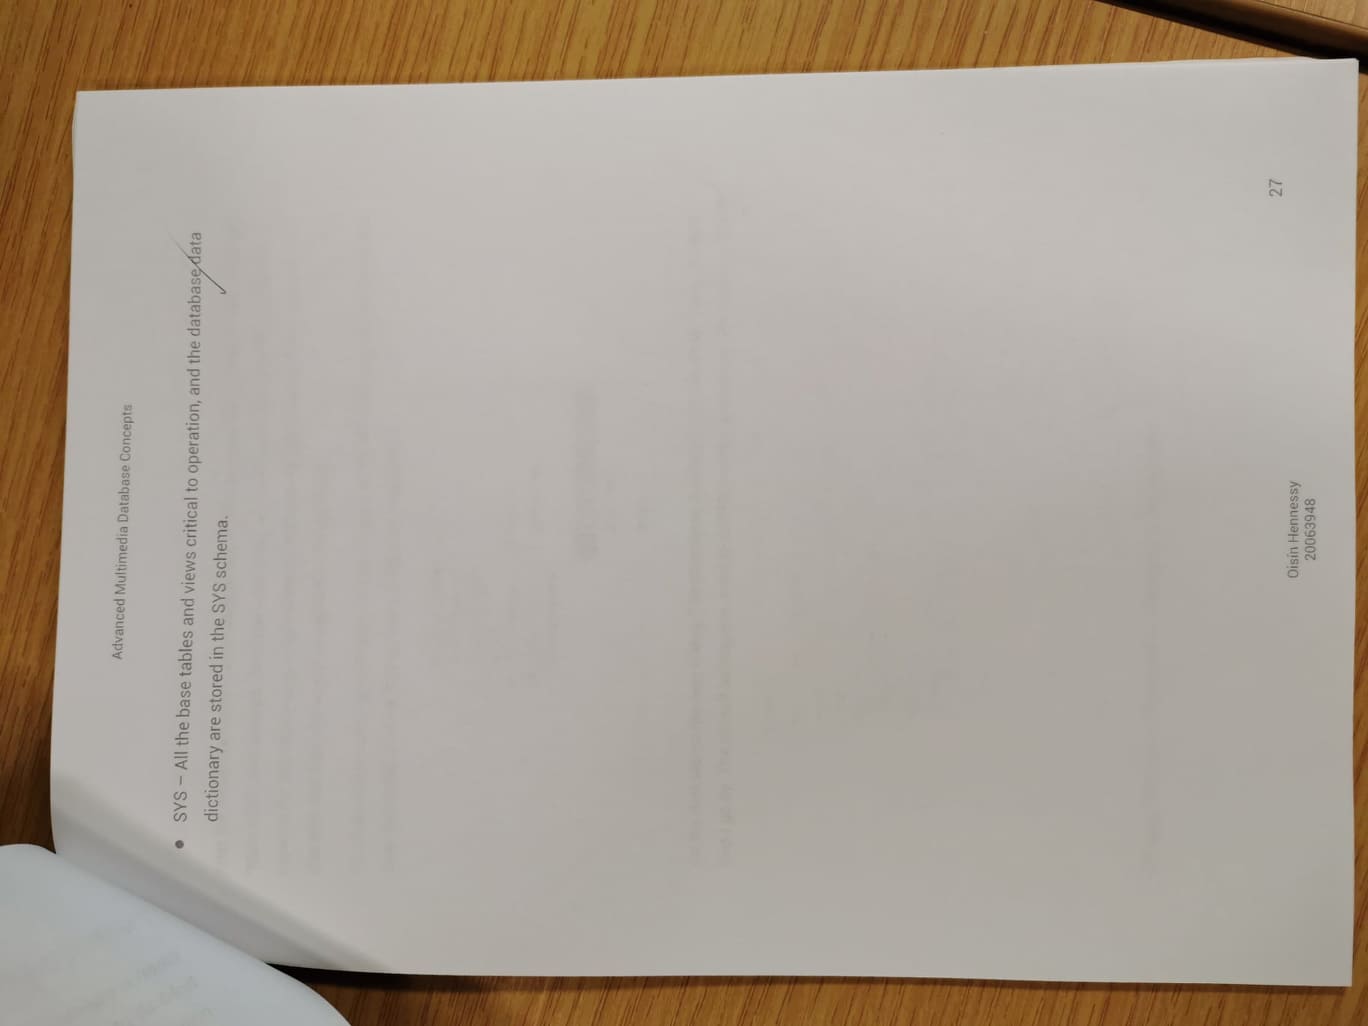 Advanced Multimedia Database Concepts
• SYS – All the base tables and views critical to operation, and the database data
dictionary are stored in the SYS schema.
27
Oisín Hennessy
20063948